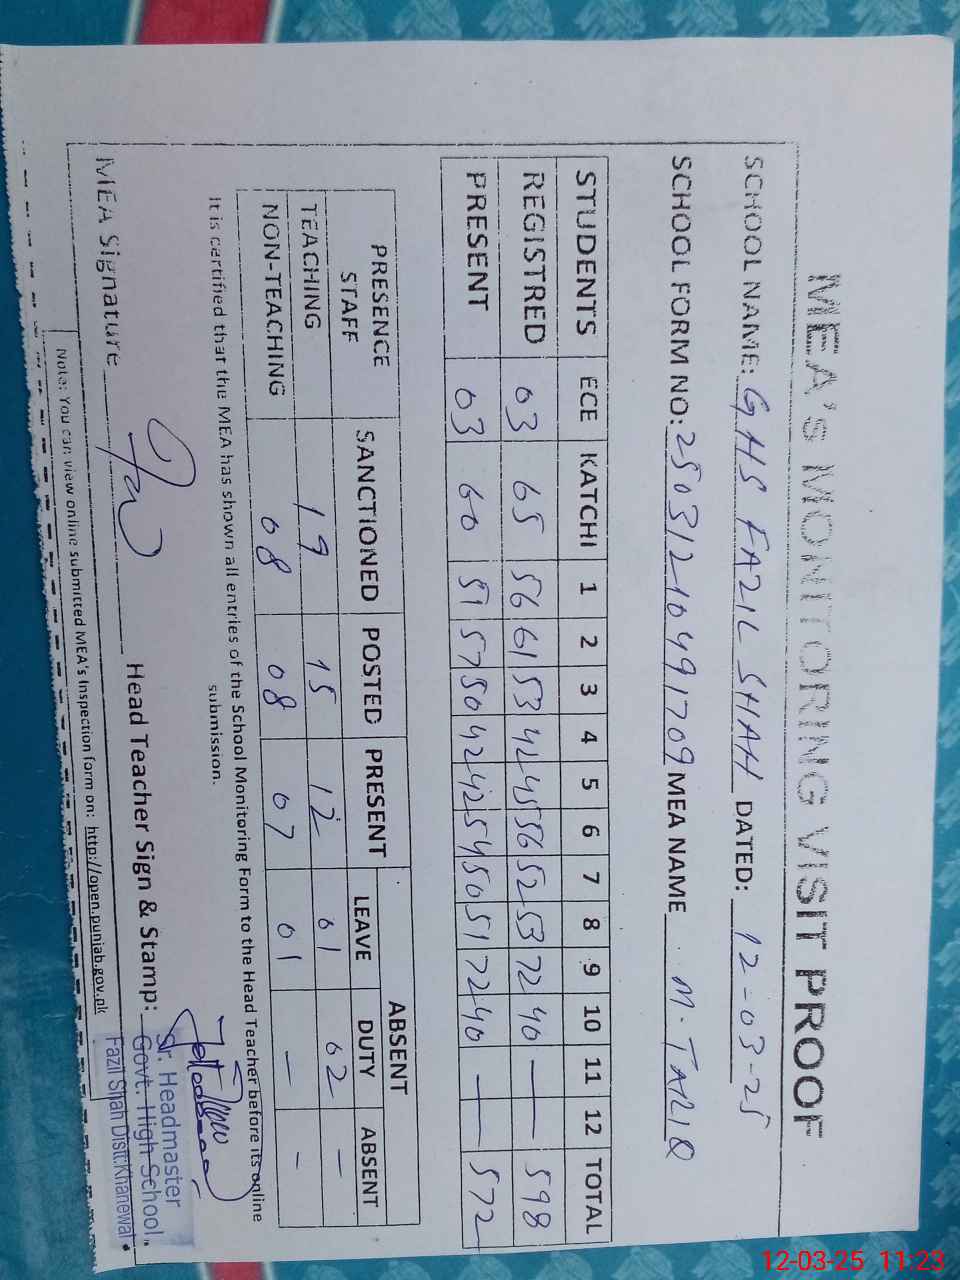 MEA's MONITORING VISIT PROOF
SCHOOL NAME: GHS FAZIL SHAH DATED: 12-03-25
SCHOOL FORM NO: 25031210491709 MEA NAME M. TARIQ
STUDENTS ECE KATCHI 1 2 3 4 5 6 7 8 9 10 11 12 TOTAL
REGISTRED 03 65 56 61 53 42 45 56 52 53 72 40 — — 598
PRESENT 03 60 51 57 50 42 42 54 50 51 72 40 — — 572
PRESENCE STAFF SANCTIONED POSTED PRESENT ABSENT
LEAVE DUTY ABSENT
TEACHING 19 15 12 01 02 —
NON-TEACHING 08 08 07 01 — —
It is certified that the MEA has shown all entries of the School Monitoring Form to the Head Teacher before its online
submission.
MEA Signature Head Teacher Sign & Stamp:
Sr. Headmaster
Govt. High School,
Fazil Shah Distt:Khanewal
Note: You can view online submitted MEA's Inspection form on: http://open.punjab.gov.pk
12-03-25 11:23